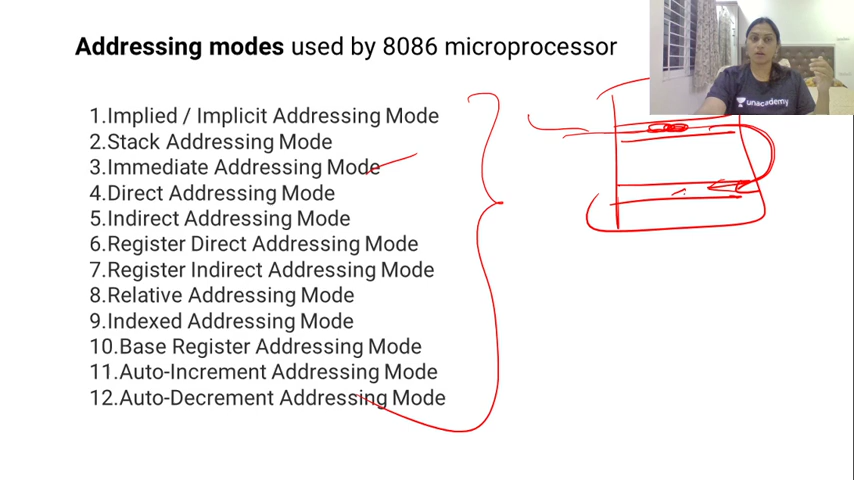 Addressing modes used by 8086 microprocessor
1.Implied / Implicit Addressing Mode
2.Stack Addressing Mode
3.Immediate Addressing Mode
4.Direct Addressing Mode
5.Indirect Addressing Mode
6.Register Direct Addressing Mode
7.Register Indirect Addressing Mode
8.Relative Addressing Mode
9.Indexed Addressing Mode
10.Base Register Addressing Mode
11.Auto-Increment Addressing Mode
12.Auto-Decrement Addressing Mode
unacademy